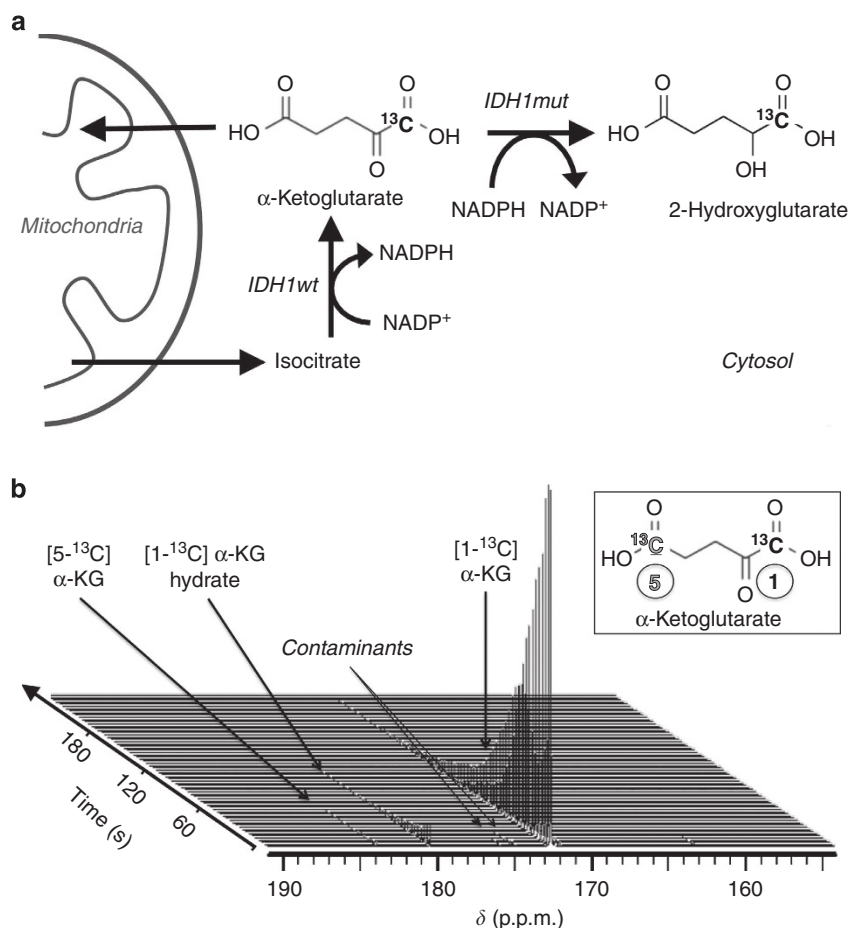 a
O
O
HO
¹³C
OH
O
α-Ketoglutarate
IDH1mut
NADPH NADP⁺
O
O
HO
¹³C
OH
OH
2-Hydroxyglutarate
Mitochondria
IDH1wt
NADPH
NADP⁺
Isocitrate
Cytosol
b
[5-¹³C]
α-KG
[1-¹³C] α-KG
hydrate
Contaminants
[1-¹³C]
α-KG
O
O
¹³C
¹³C
HO
OH
5
O
1
α-Ketoglutarate
180
120
60
Time (s)
190
180
170
160
δ (p.p.m.)